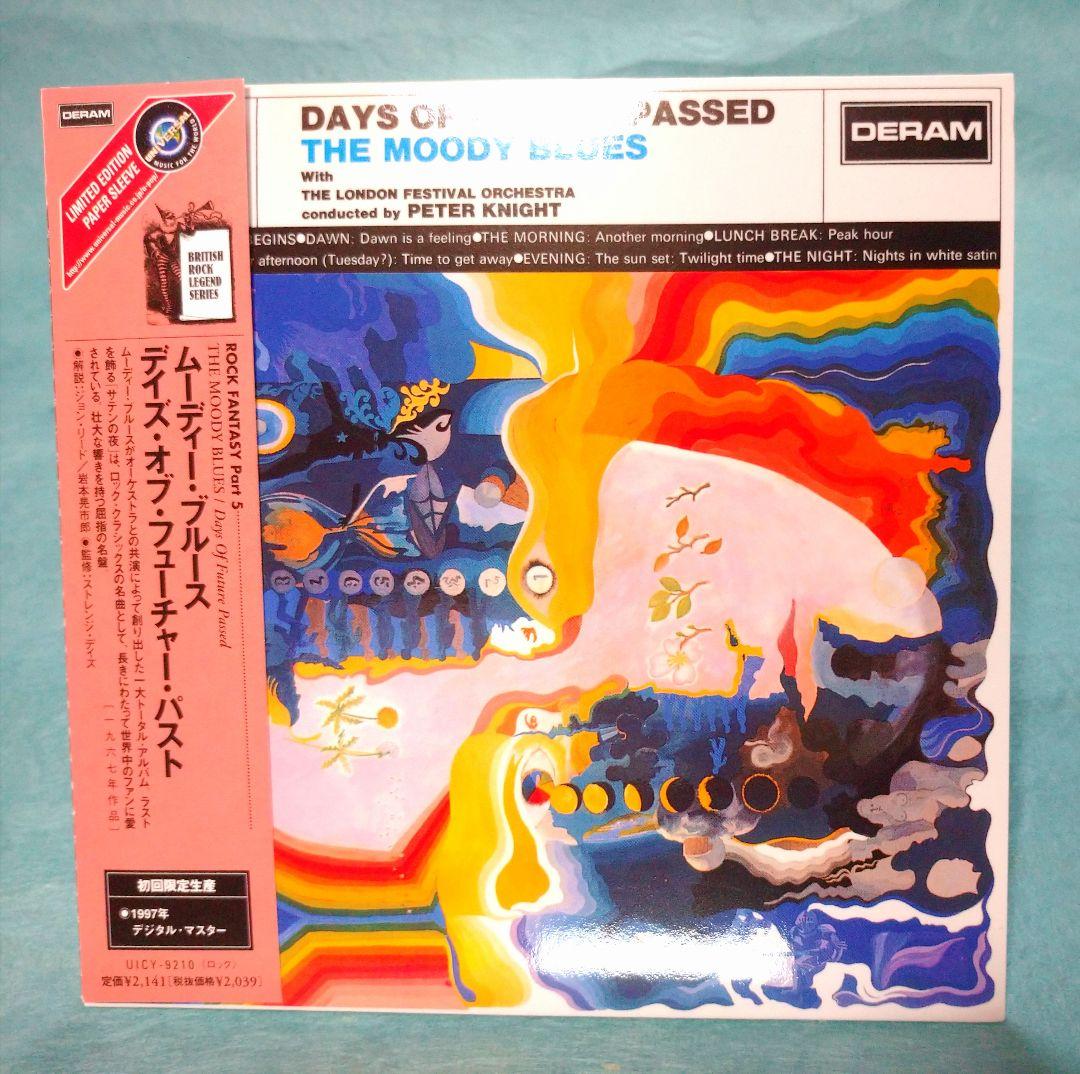 DERAM
LIMITED EDITION
PAPER SLEEVE
UNIVERSAL
MUSIC FOR THE WORLD
BRITISH
ROCK
LEGEND
SERIES
ROCK FANTASY Part 5
THE MOODY BLUES / Days Of Future Passed
ムーディー・ブルース
デイズ・オブ・フューチャー・パスト
ムーディー・ブルースがオーケストラとの共演によって創り出した一大トータル・アルバム ラスト
を飾る「サテンの夜」は、ロック・クラシックスの名曲として、長きにわたって世界中のファンに愛
されている。壮大な響きを持つ屈指の名盤
[一九六七年作品]
●解説:ジョン・リード/岩本晃市郎 ●監修:ストレンジ・デイズ
初回限定生産
●1997年
デジタル・マスター
UICY-9210 (ロック)
定価¥2,141[税抜価格¥2,039]
DAYS OF PASSED
THE MOODY BLUES
With
THE LONDON FESTIVAL ORCHESTRA
conducted by PETER KNIGHT
DERAM
EGINS●DAWN: Dawn is a feeling●THE MORNING: Another morning●LUNCH BREAK: Peak hour
afternoon (Tuesday?): Time to get away●EVENING: The sun set: Twilight time●THE NIGHT: Nights in white satin
1
2